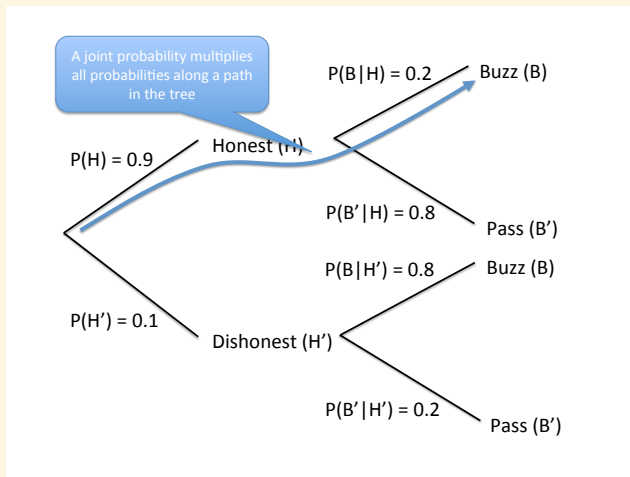 A joint probability multiplies
all probabilities along a path
in the tree
P(B|H) = 0.2
Buzz (B)
P(H) = 0.9
Honest (H)
P(B'|H) = 0.8
Pass (B')
P(B|H') = 0.8
Buzz (B)
P(H') = 0.1
Dishonest (H')
P(B'|H') = 0.2
Pass (B')